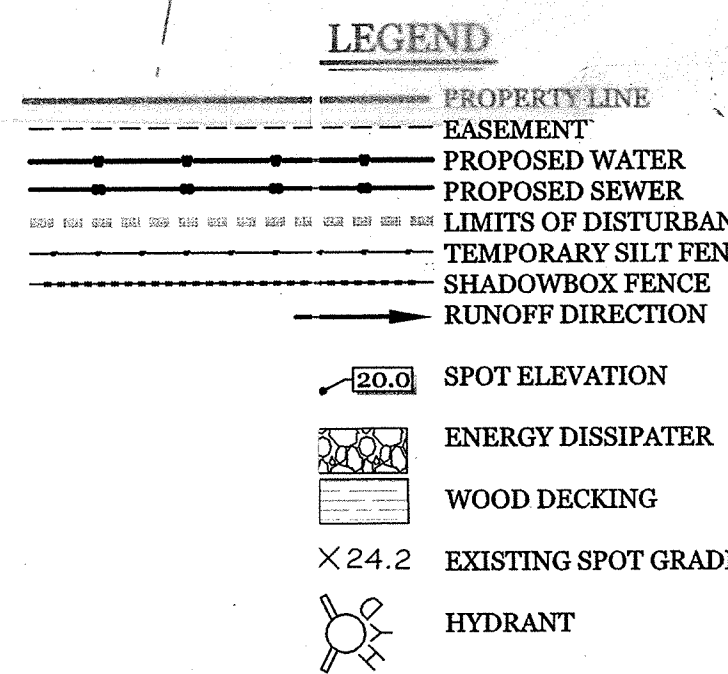 LEGEND
PROPERTY LINE
EASEMENT
PROPOSED WATER
PROPOSED SEWER
LIMITS OF DISTURBAN
TEMPORARY SILT FEN
SHADOWBOX FENCE
RUNOFF DIRECTION
20.0 SPOT ELEVATION
ENERGY DISSIPATER
WOOD DECKING
×24.2 EXISTING SPOT GRAD
HYD HYDRANT